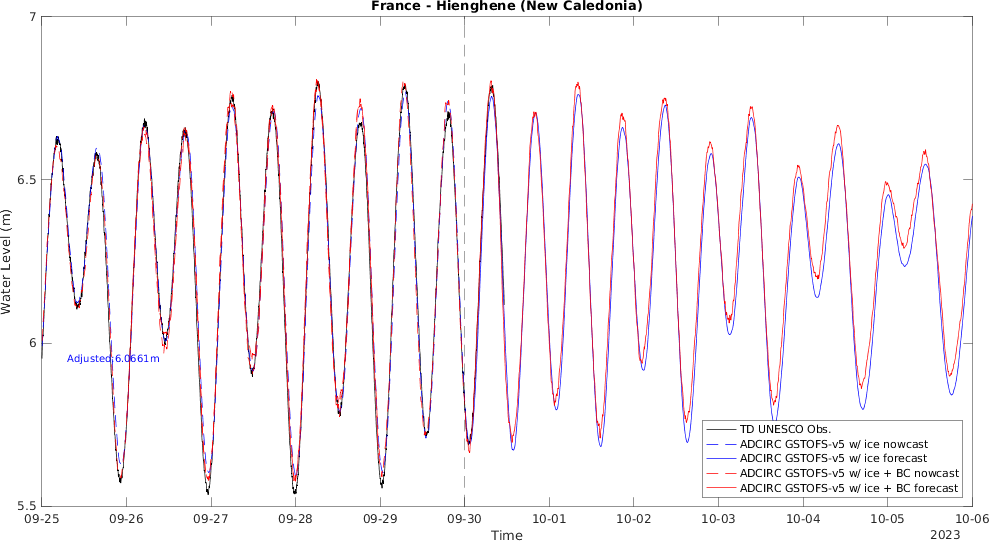 France - Hienghene (New Caledonia)
7
6.5
6
5.5
Water Level (m)
Adjusted:6.0661m
TD UNESCO Obs.
ADCIRC GSTOFS-v5 w/ ice nowcast
ADCIRC GSTOFS-v5 w/ ice forecast
ADCIRC GSTOFS-v5 w/ ice + BC nowcast
ADCIRC GSTOFS-v5 w/ ice + BC forecast
09-25 09-26 09-27 09-28 09-29 09-30 10-01 10-02 10-03 10-04 10-05 10-06
Time
2023